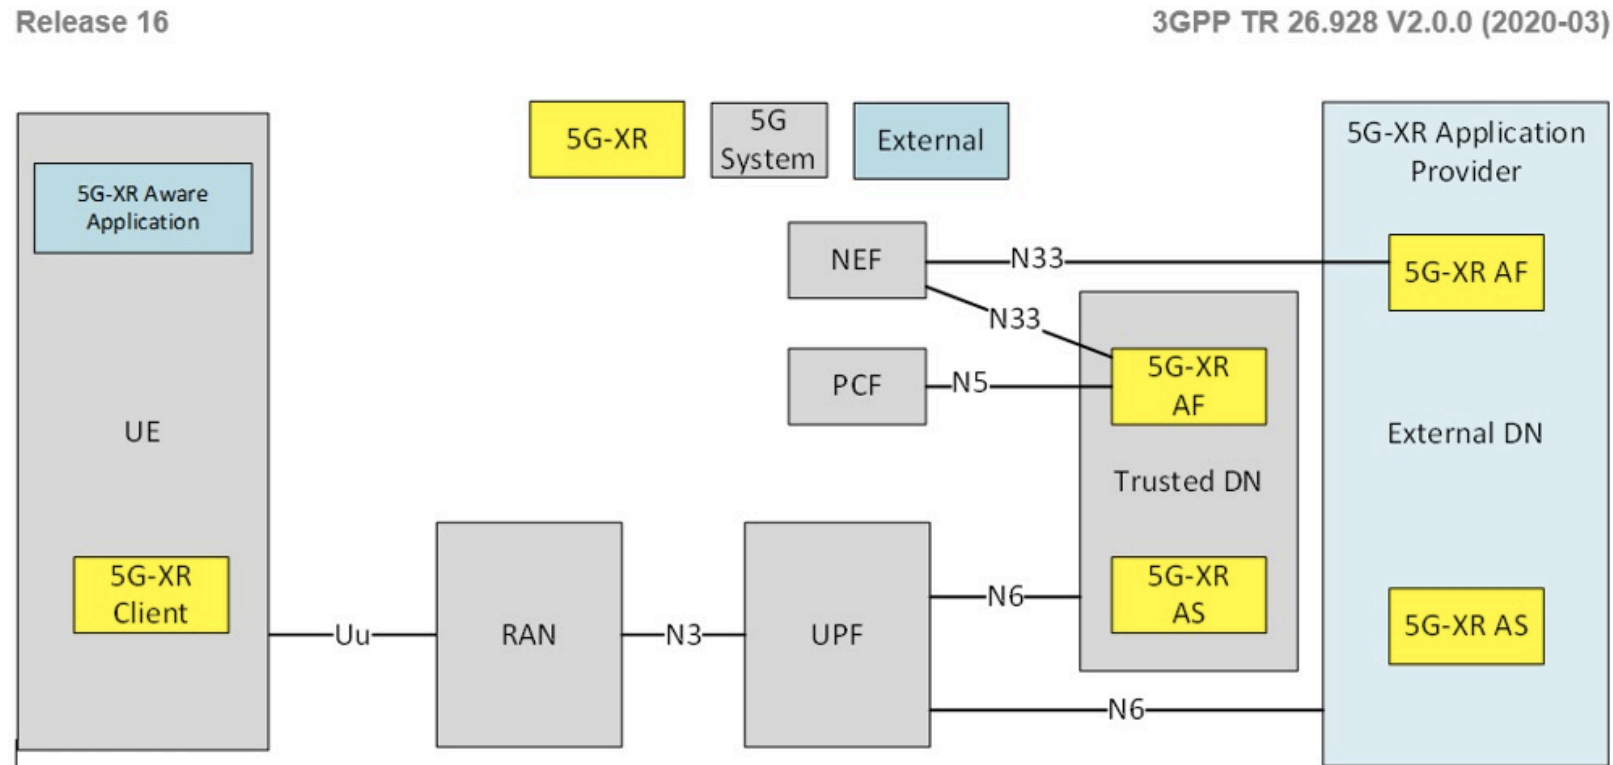 Release 16
3GPP TR 26.928 V2.0.0 (2020-03)
5G-XR
5G
System
External
5G-XR Application
Provider
5G-XR Aware
Application
NEF
N33
5G-XR AF
N33
PCF
N5
5G-XR
AF
UE
External DN
Trusted DN
5G-XR
Client
Uu
RAN
N3
UPF
N6
5G-XR
AS
5G-XR AS
N6